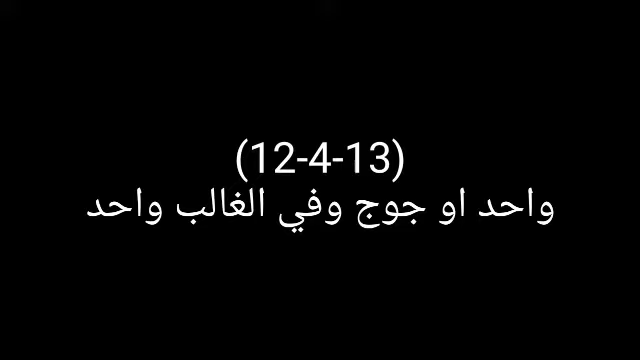 (12-4-13)
واحد او جوج وفي الغالب واحد